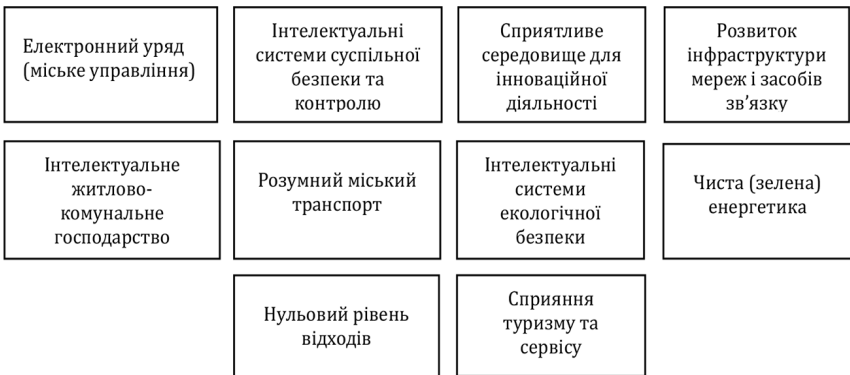 Електронний уряд
(міське управління)
Інтелектуальні
системи суспільної
безпеки та
контролю
Сприятливе
середовище для
інноваційної
діяльності
Розвиток
інфраструктури
мереж і засобів
зв’язку
Інтелектуальне
житлово-
комунальне
господарство
Розумний міський
транспорт
Інтелектуальні
системи
екологічної
безпеки
Чиста (зелена)
енергетика
Нульовий рівень
відходів
Сприяння
туризму та
сервісу